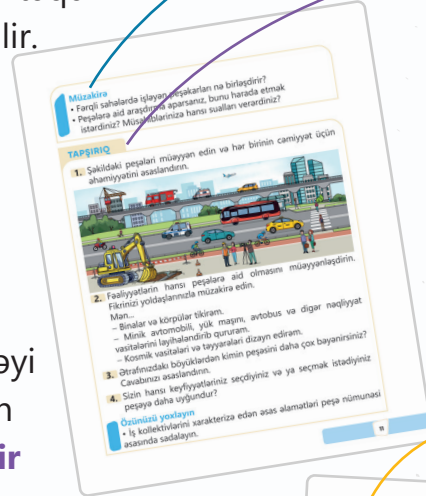 lir.
Müzakirə
• Fərqli sahələrdə işləyən peşəkarları nə birləşdirir?
• Peşələrə aid araşdırma aparsanız, bunu harada etmək
istərdiniz? Müsahiblərinizə hansı sualları verərdiniz?
TAPŞIRIQ
1. Şəkildəki peşələri müəyyən edin və hər birinin cəmiyyət üçün
əhəmiyyətini əsaslandırın.
2. Fəaliyyətlərin hansı peşələrə aid olmasını müəyyənləşdirin.
Fikrinizi yoldaşlarınızla müzakirə edin.
Mən...
– Binalar və körpülər tikirəm.
– Minik avtomobili, yük maşını, avtobus və digər nəqliyyat
vasitələrini layihələndirib qururam.
– Kosmik vasitələri və təyyarələri dizayn edirəm.
3. Ətrafınızdakı böyüklərdən kimin peşəsini daha çox bəyənirsiniz?
Cavabınızı əsaslandırın.
4. Sizin hansı keyfiyyətləriniz seçdiyiniz və ya seçmək istədiyiniz
peşəyə daha uyğundur?
Özünüzü yoxlayın
• İş kollektivlərini xarakterizə edən əsas əlamətləri peşə nümunəsi
əsasında sadalayın.
11
əyi
n
ir